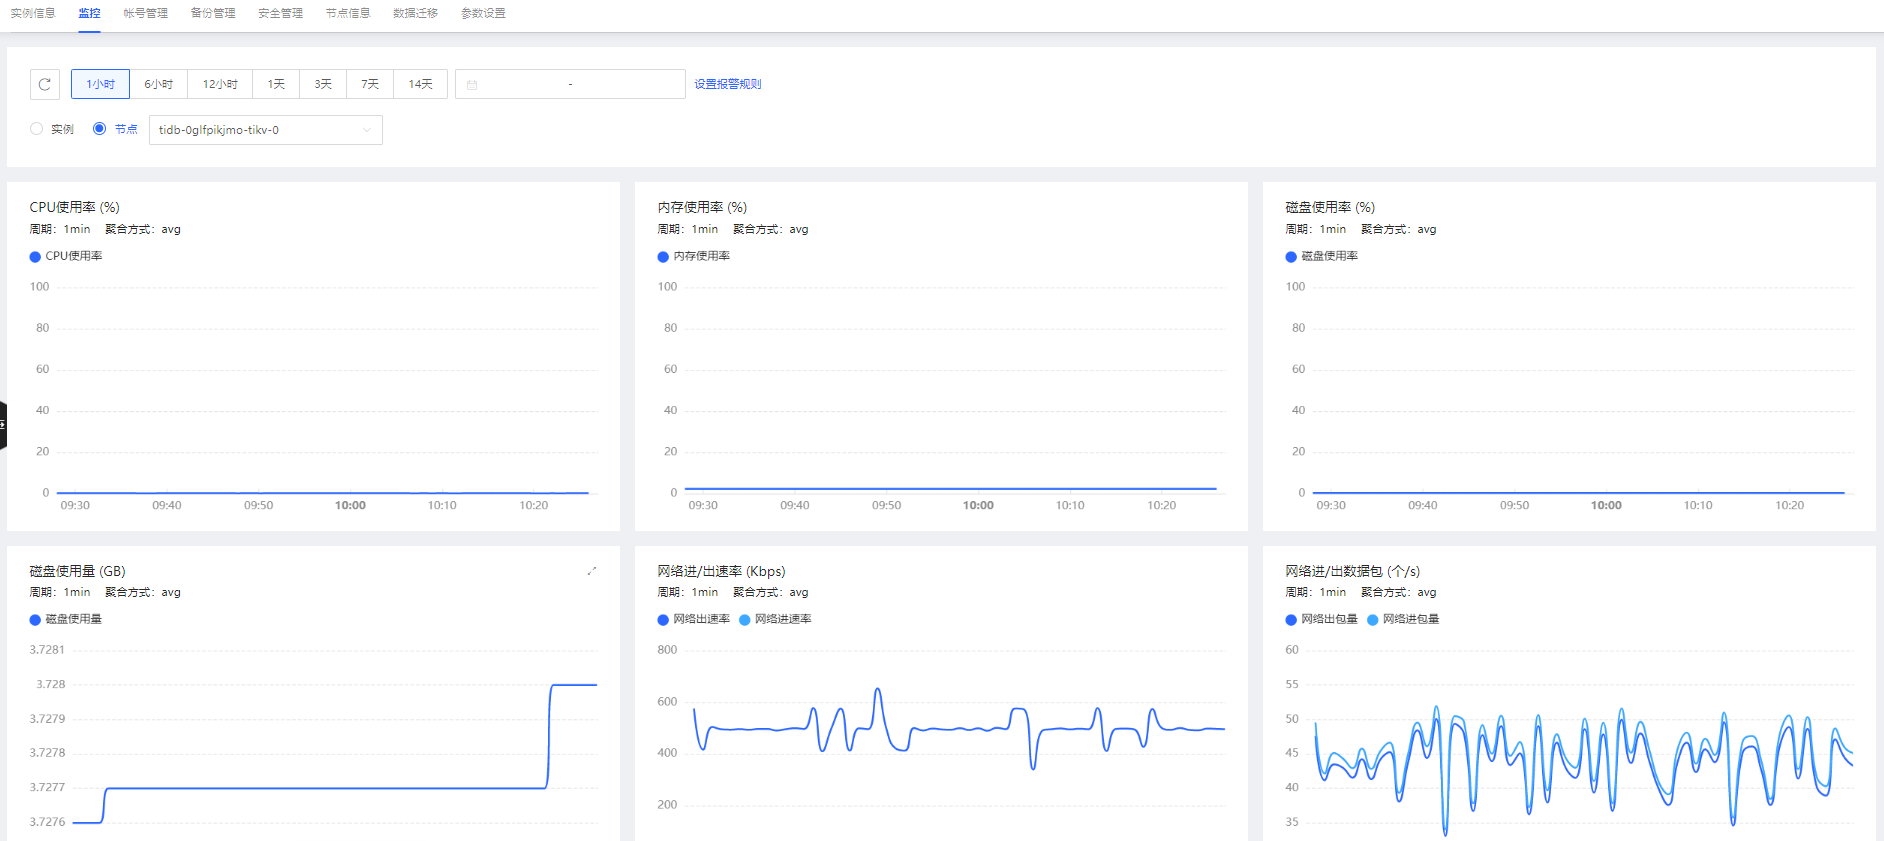 实例信息 监控 帐号管理 备份管理 安全管理 节点信息 数据迁移 参数设置
1小时 6小时 12小时 1天 3天 7天 14天 - 设置报警规则
实例 节点 tidb-0glfpikjmo-tikv-0
CPU使用率 (%)
周期：1min 聚合方式：avg
CPU使用率
100
80
60
40
20
0
09:30 09:40 09:50 10:00 10:10 10:20
内存使用率 (%)
周期：1min 聚合方式：avg
内存使用率
100
80
60
40
20
0
09:30 09:40 09:50 10:00 10:10 10:20
磁盘使用率 (%)
周期：1min 聚合方式：avg
磁盘使用率
100
80
60
40
20
0
09:30 09:40 09:50 10:00 10:10 10:20
磁盘使用量 (GB)
周期：1min 聚合方式：avg
磁盘使用量
3.7281
3.728
3.7279
3.7278
3.7277
3.7276
网络进/出速率 (Kbps)
周期：1min 聚合方式：avg
网络出速率 网络进速率
800
600
400
200
网络进/出数据包 (个/s)
周期：1min 聚合方式：avg
网络出包量 网络进包量
60
55
50
45
40
35